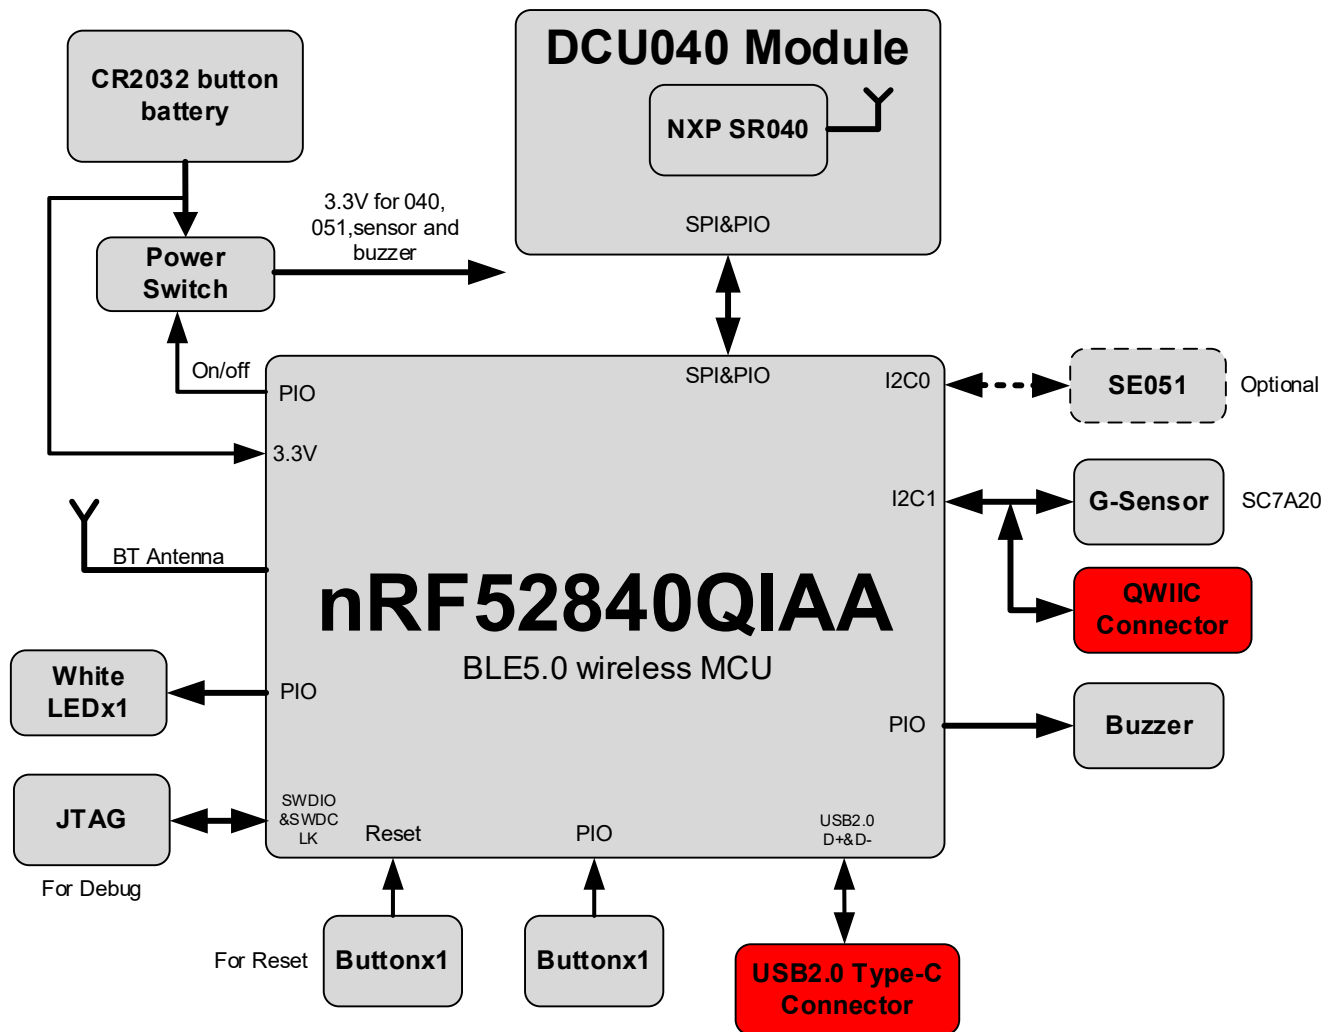 DCU040 Module
CR2032 button
battery
NXP SR040
3.3V for 040,
051,sensor and
buzzer
SPI&PIO
Power
Switch
On/off
PIO
SPI&PIO
I2C0
SE051
Optional
3.3V
I2C1
G-Sensor
SC7A20
BT Antenna
nRF52840QIAA
BLE5.0 wireless MCU
QWIIC
Connector
White
LEDx1
PIO
PIO
Buzzer
JTAG
SWDIO
&SWDC
LK
Reset
PIO
USB2.0
D+&D-
For Debug
For Reset
Buttonx1
Buttonx1
USB2.0 Type-C
Connector